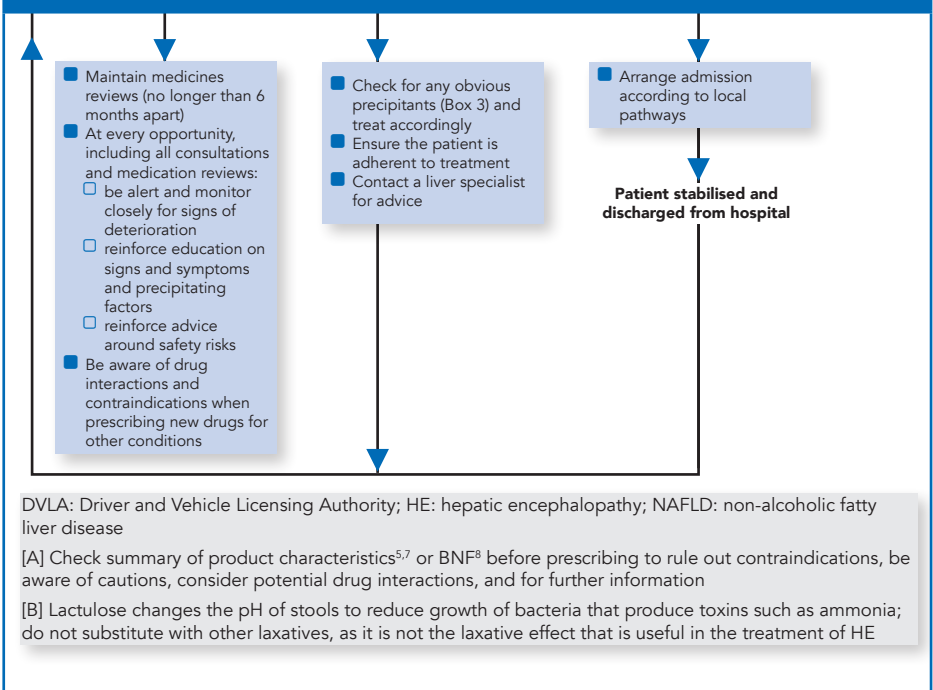 Maintain medicines
reviews (no longer than 6
months apart)
At every opportunity,
including all consultations
and medication reviews:
be alert and monitor
closely for signs of
deterioration
reinforce education on
signs and symptoms
and precipitating
factors
reinforce advice
around safety risks
Be aware of drug
interactions and
contraindications when
prescribing new drugs for
other conditions
Check for any obvious
precipitants (Box 3) and
treat accordingly
Ensure the patient is
adherent to treatment
Contact a liver specialist
for advice
Arrange admission
according to local
pathways
Patient stabilised and
discharged from hospital
DVLA: Driver and Vehicle Licensing Authority; HE: hepatic encephalopathy; NAFLD: non-alcoholic fatty
liver disease
[A] Check summary of product characteristics5,7 or BNF8 before prescribing to rule out contraindications, be
aware of cautions, consider potential drug interactions, and for further information
[B] Lactulose changes the pH of stools to reduce growth of bacteria that produce toxins such as ammonia;
do not substitute with other laxatives, as it is not the laxative effect that is useful in the treatment of HE